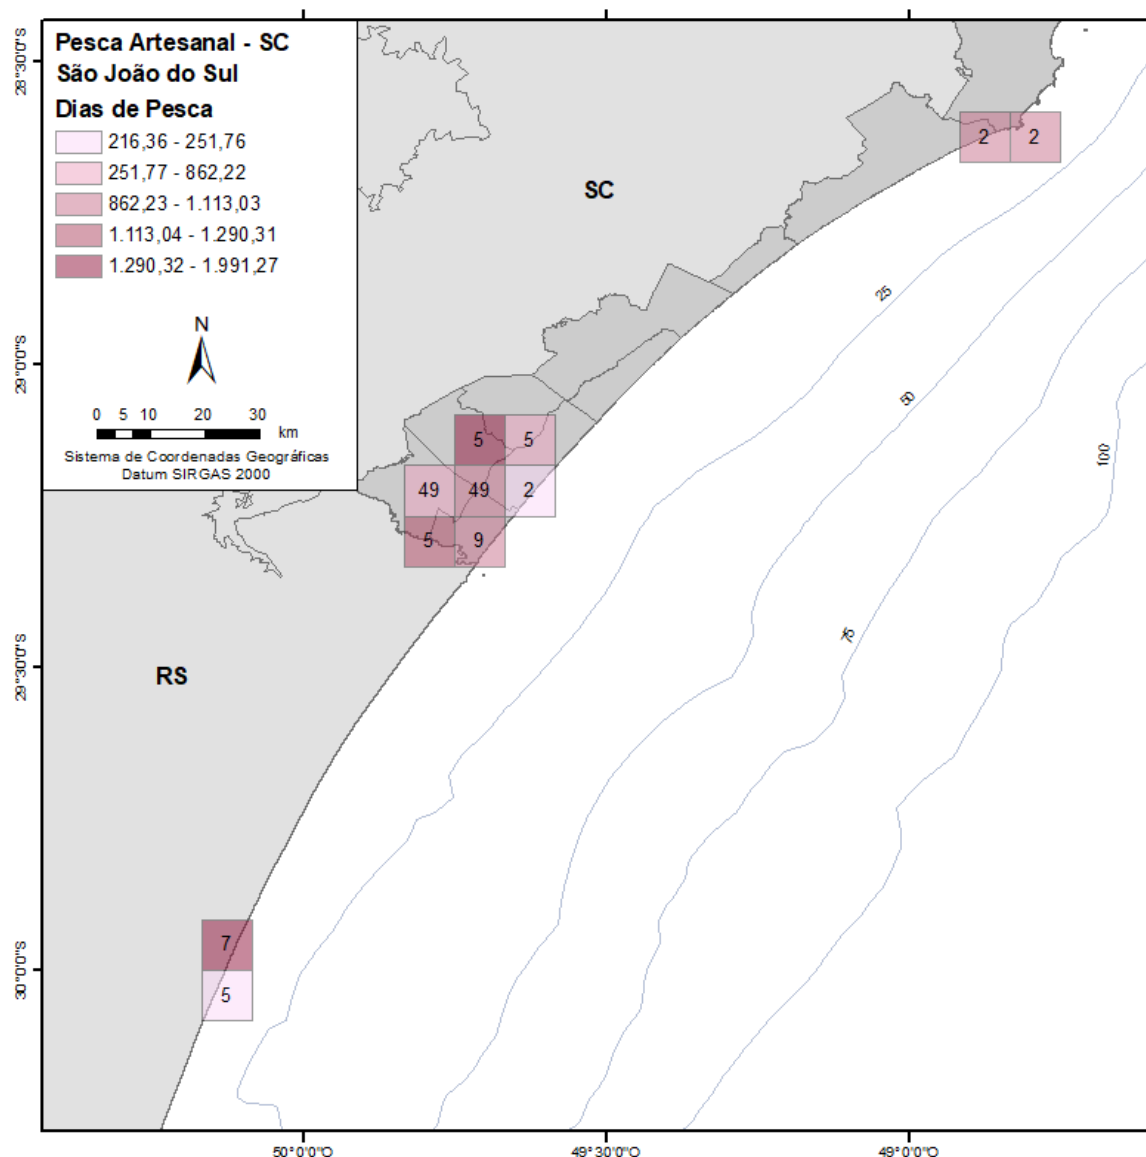 Pesca Artesanal - SC
São João do Sul
Dias de Pesca
216,36 - 251,76
251,77 - 862,22
862,23 - 1.113,03
1.113,04 - 1.290,31
1.290,32 - 1.991,27
N
0 5 10 20 30
km
Sistema de Coordenadas Geográficas
Datum SIRGAS 2000
28°30'0"S
29°0'0"S
29°30'0"S
30°0'0"S
SC
RS
2 2
25
50
75
100
5 5
49 49 2
5 9
7
5
50°0'0"O 49°30'0"O 49°0'0"O